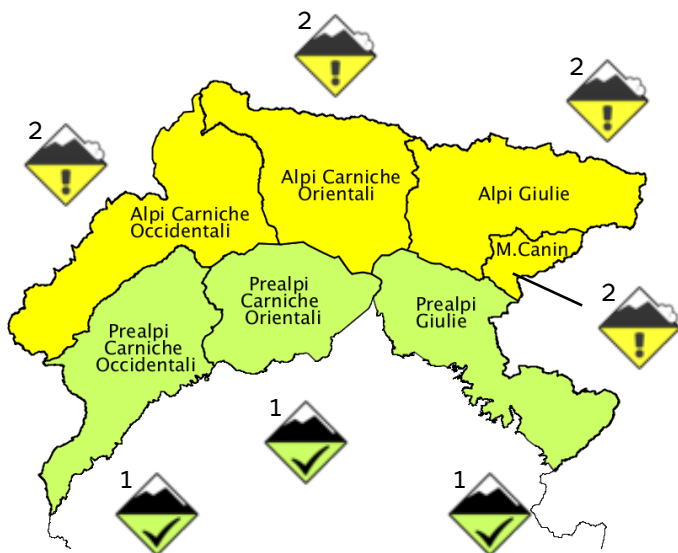 2
2
2
Alpi Carniche
Orientali
Alpi Giulie
Alpi Carniche
Occidentali
M.Canin
Prealpi
Carniche
Orientali
2
Prealpi
Giulie
Prealpi
Carniche
Occidentali
1
1
1